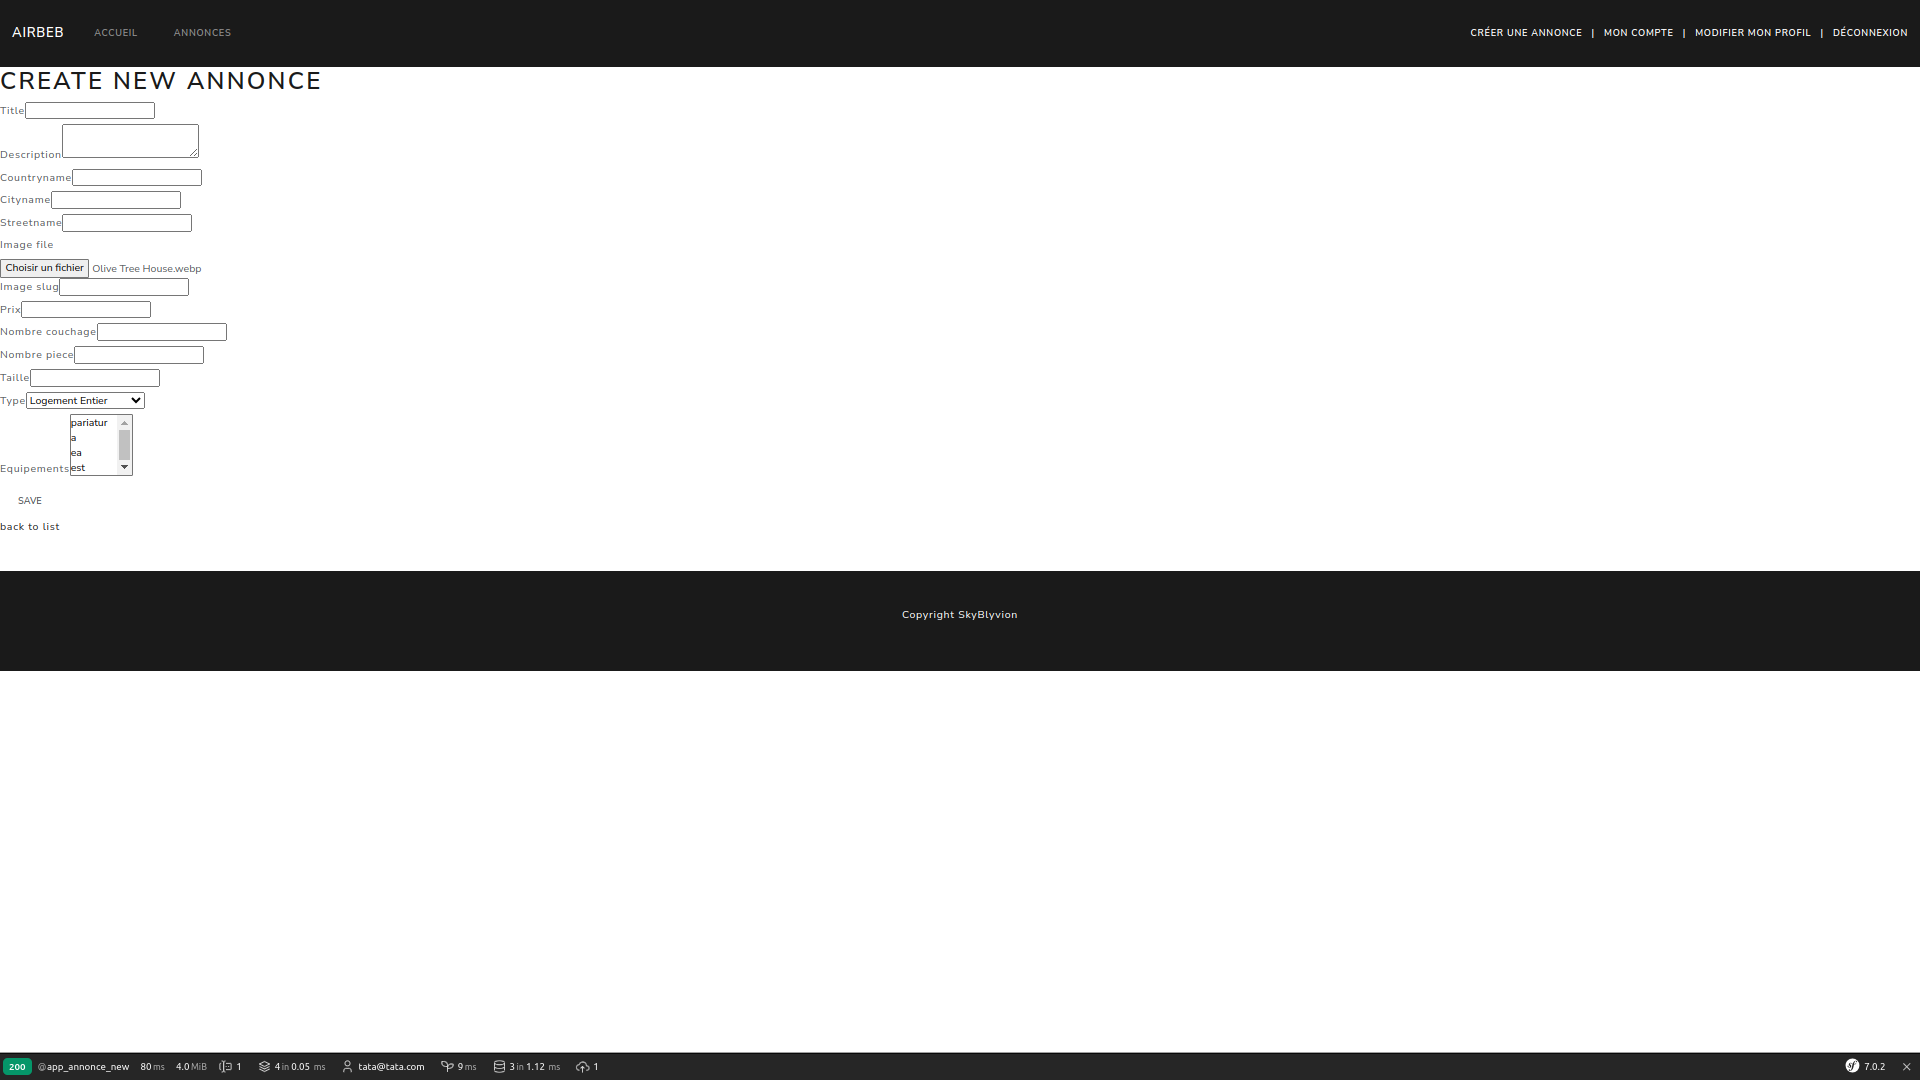 AIRBEB ACCUEIL ANNONCES CRÉER UNE ANNONCE | MON COMPTE | MODIFIER MON PROFIL | DÉCONNEXION
CREATE NEW ANNONCE
Title
Description
Countryname
Cityname
Streetname
Image file
Choisir un fichier Olive Tree House.webp
Image slug
Prix
Nombre couchage
Nombre piece
Taille
Type Logement Entier
pariatur
a
ea
Equipements est
SAVE
back to list
Copyright SkyBlyvion
200 @app_annonce_new 80 ms 4.0 MiB 1 4 in 0.05 ms tata@tata.com 9 ms 3 in 1.12 ms 1 sf 7.0.2